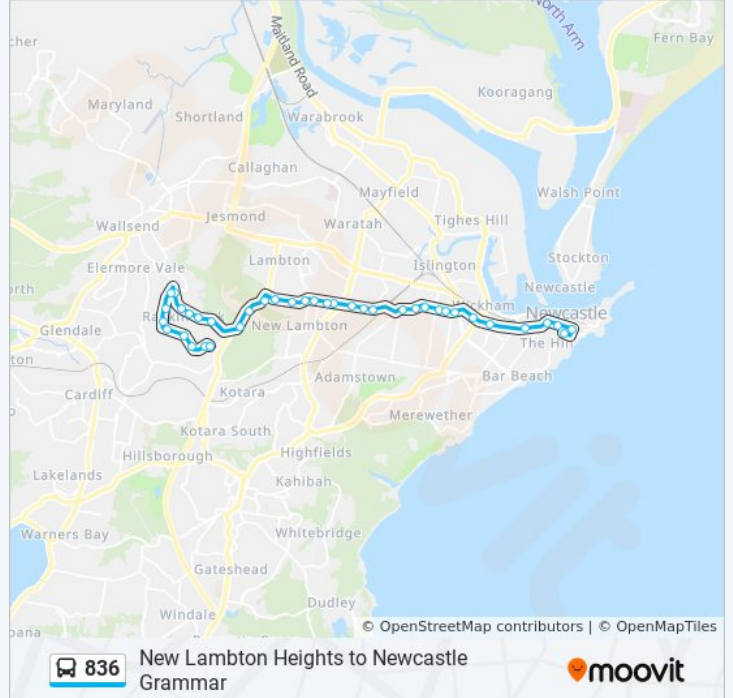 North Arm
Maitland Road
Fern Bay
cher
Kooragang
Maryland
Shortland
Warabrook
Callaghan
Mayfield
Walsh Point
Jesmond
Waratah
Tighes Hill
Wallsend
Stockton
Lambton
Islington
Elermore Vale
Newcastle
orth
Wickham
Newcastle
New Lambton
Glendale
The Hill
ton
Adamstown
Bar Beach
Cardiff
Kotara
Merewether
Kotara South
Highfields
Hillsborough
Lakelands
Kahibah
Warners Bay
Whitebridge
Gateshead
Dudley
Windale
© OpenStreetMap contributors | © OpenMapTiles
836
New Lambton Heights to Newcastle
Grammar
moovit